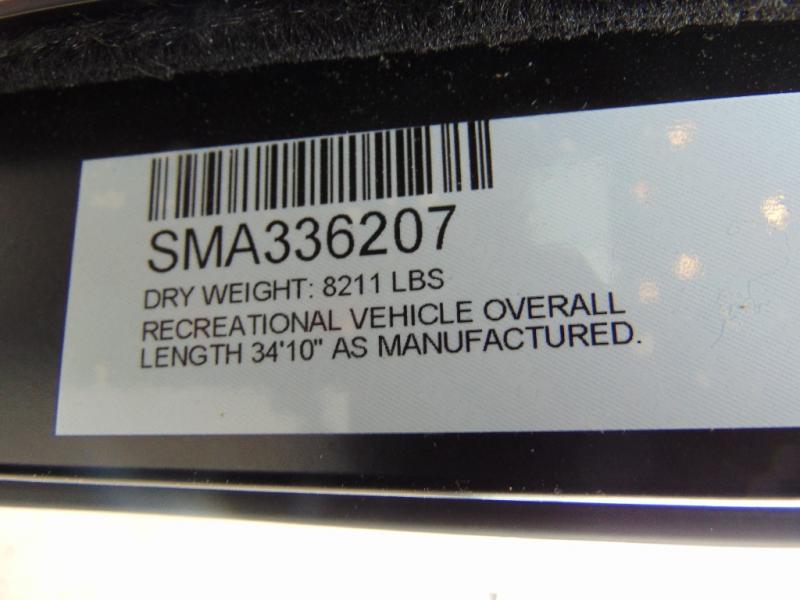 SMA336207
DRY WEIGHT: 8211 LBS
RECREATIONAL VEHICLE OVERALL
LENGTH 34'10" AS MANUFACTURED.